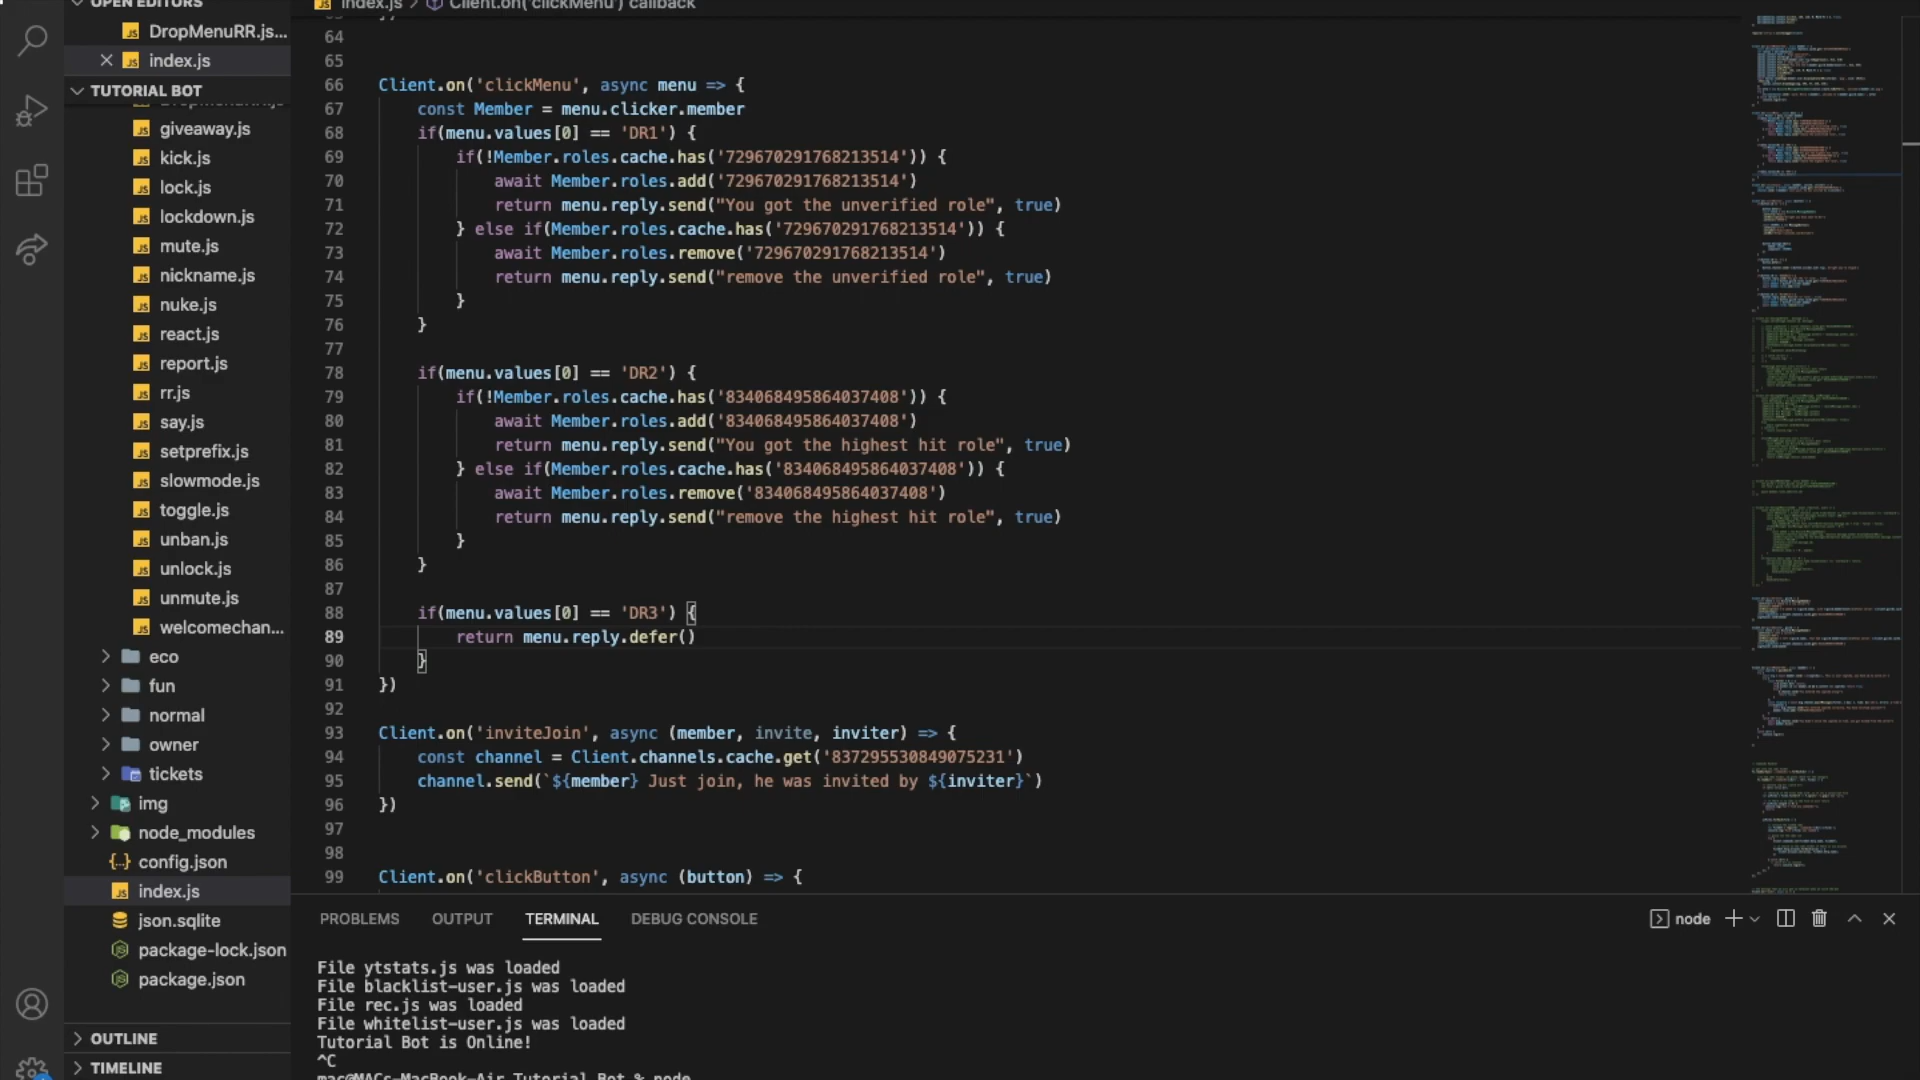 OPEN EDITORS
DropMenuRR.js...
index.js
TUTORIAL BOT
giveaway.js
kick.js
lock.js
lockdown.js
mute.js
nickname.js
nuke.js
react.js
report.js
rr.js
say.js
setprefix.js
slowmode.js
toggle.js
unban.js
unlock.js
unmute.js
welcomechan...
eco
fun
normal
owner
tickets
img
node_modules
config.json
index.js
json.sqlite
package-lock.json
package.json
OUTLINE
TIMELINE
index.js > Client.on('clickMenu') callback
64
65
66 Client.on('clickMenu', async menu => {
67 const Member = menu.clicker.member
68 if(menu.values[0] == 'DR1') {
69 if(!Member.roles.cache.has('729670291768213514')) {
70 await Member.roles.add('729670291768213514')
71 return menu.reply.send("You got the unverified role", true)
72 } else if(Member.roles.cache.has('729670291768213514')) {
73 await Member.roles.remove('729670291768213514')
74 return menu.reply.send("remove the unverified role", true)
75 }
76 }
77
78 if(menu.values[0] == 'DR2') {
79 if(!Member.roles.cache.has('834068495864037408')) {
80 await Member.roles.add('834068495864037408')
81 return menu.reply.send("You got the highest hit role", true)
82 } else if(Member.roles.cache.has('834068495864037408')) {
83 await Member.roles.remove('834068495864037408')
84 return menu.reply.send("remove the highest hit role", true)
85 }
86 }
87
88 if(menu.values[0] == 'DR3') {
89 return menu.reply.defer()
90 }
91 })
92
93 Client.on('inviteJoin', async (member, invite, inviter) => {
94 const channel = Client.channels.cache.get('837295530849075231')
95 channel.send(`${member} Just join, he was invited by ${inviter}`)
96 })
97
98
99 Client.on('clickButton', async (button) => {
PROBLEMS OUTPUT TERMINAL DEBUG CONSOLE
node
File ytstats.js was loaded
File blacklist-user.js was loaded
File rec.js was loaded
File whitelist-user.js was loaded
Tutorial Bot is Online!
^C
mac@MACs-MacBook-Air Tutorial Bot % node